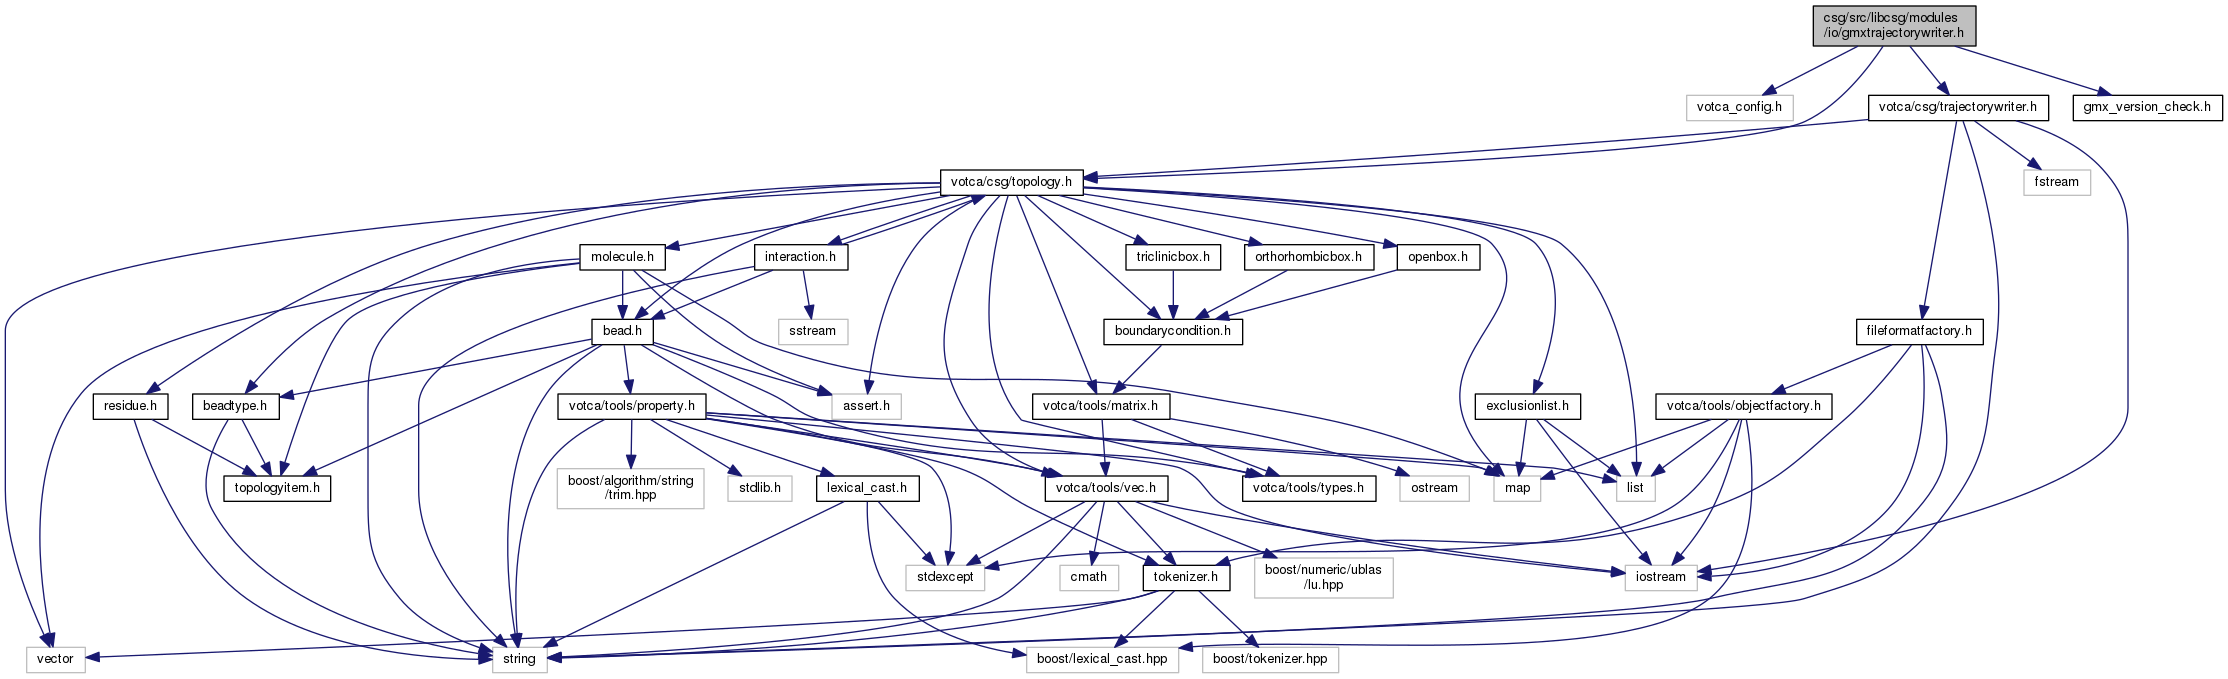 csg/src/libcsg/modules
/io/gmxtrajectorywriter.h
votca_config.h
votca/csg/trajectorywriter.h
gmx_version_check.h
votca/csg/topology.h
fstream
molecule.h
interaction.h
triclinicbox.h
orthorhombicbox.h
openbox.h
bead.h
sstream
boundarycondition.h
fileformatfactory.h
residue.h
beadtype.h
votca/tools/property.h
assert.h
votca/tools/matrix.h
exclusionlist.h
votca/tools/objectfactory.h
topologyitem.h
boost/algorithm/string
/trim.hpp
stdlib.h
lexical_cast.h
votca/tools/vec.h
votca/tools/types.h
ostream
map
list
stdexcept
cmath
tokenizer.h
boost/numeric/ublas
/lu.hpp
iostream
vector
string
boost/lexical_cast.hpp
boost/tokenizer.hpp